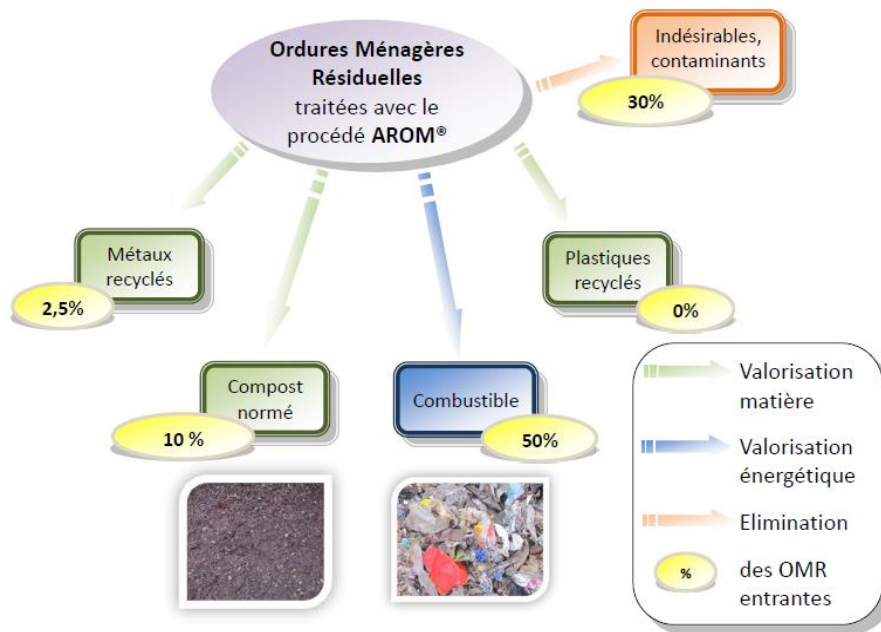 Ordures Ménagères
Résiduelles
traitées avec le
procédé AROM®
Indésirables,
contaminants
30%
Métaux
recyclés
2,5%
Plastiques
recyclés
0%
Compost
normé
10 %
Combustible
50%
Valorisation
matière
Valorisation
énergétique
Elimination
%
des OMR
entrantes